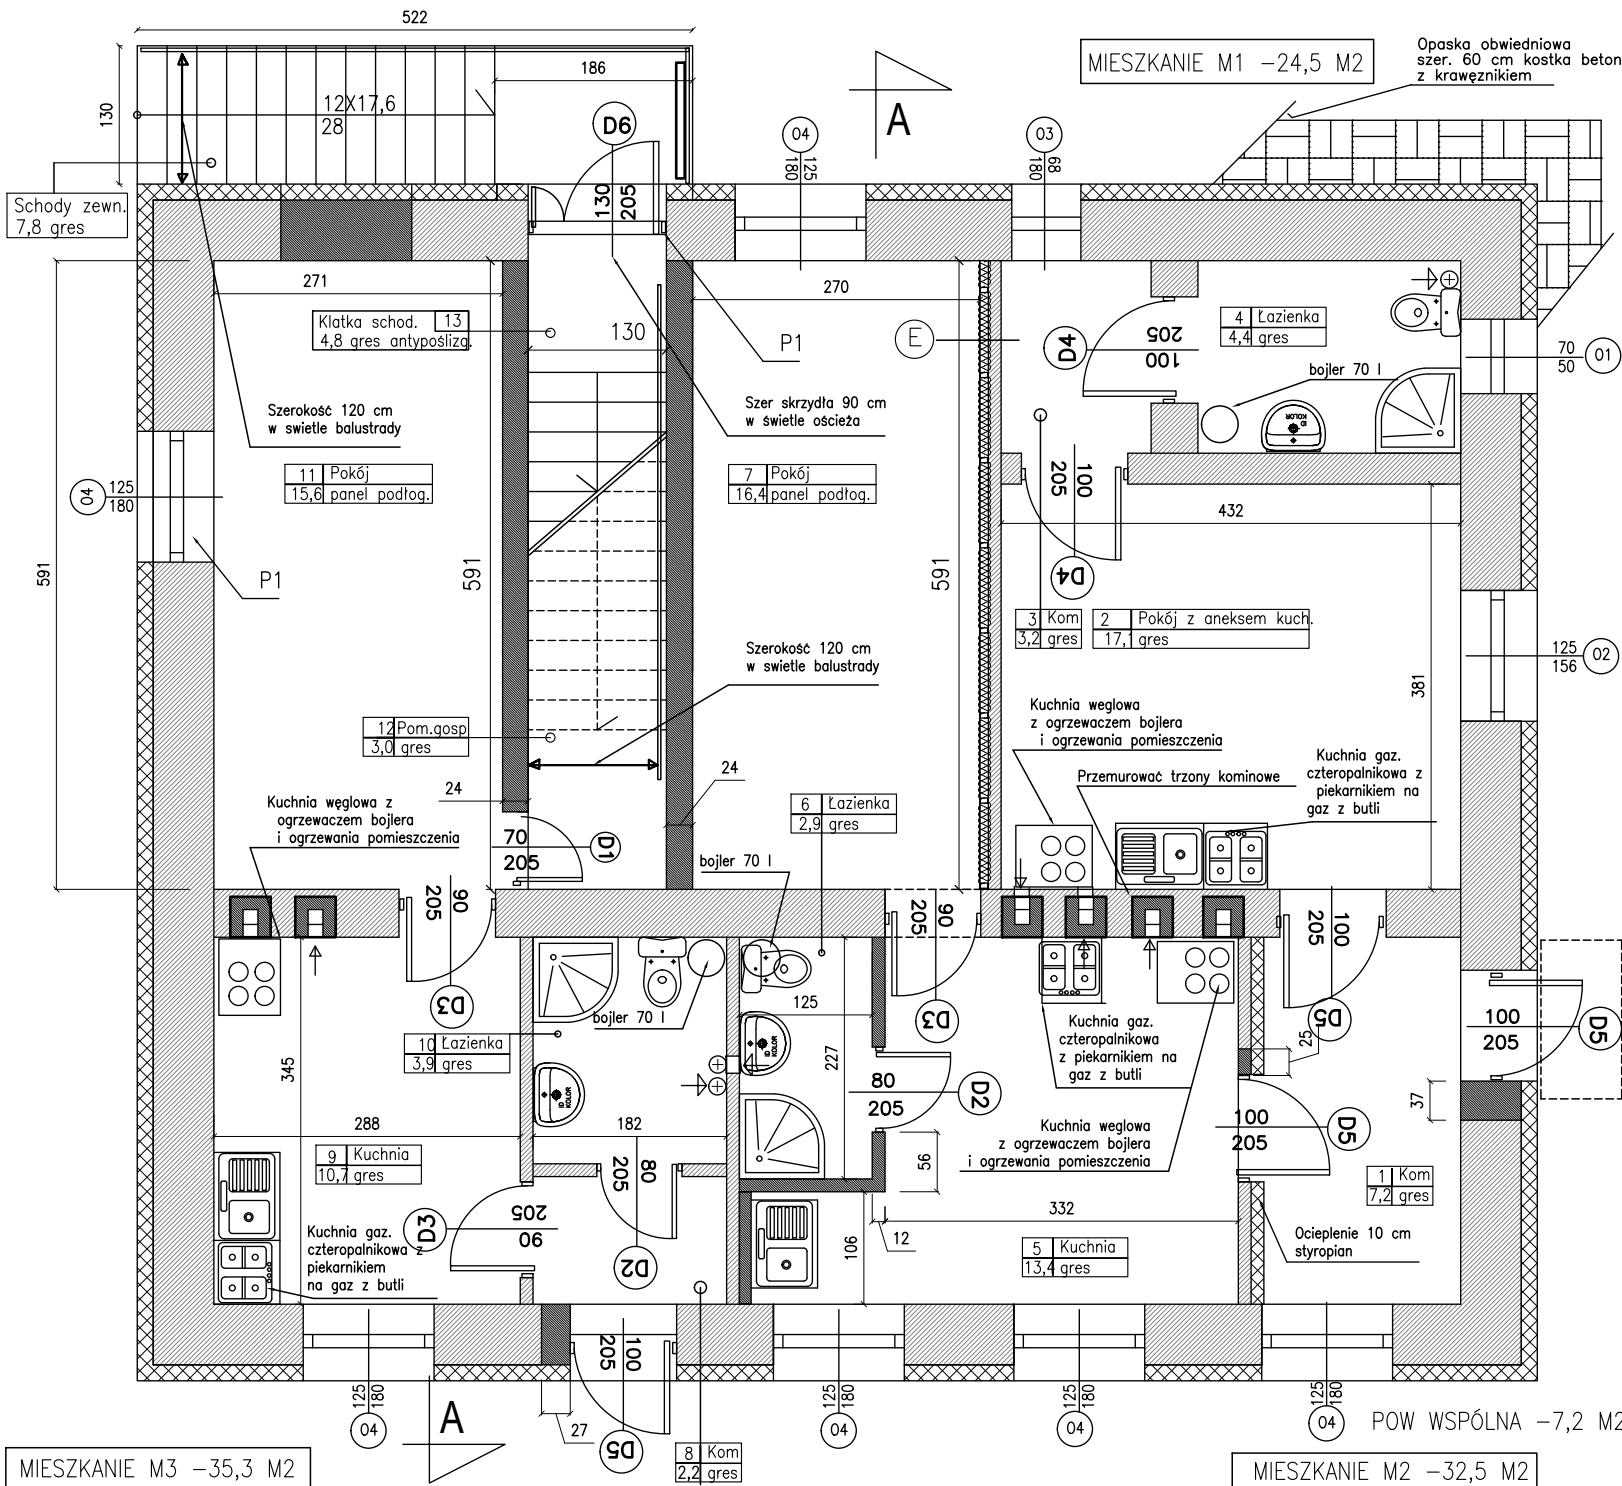 522
MIESZKANIE M1 -24,5 M2
Opaska obwiedniowa
szer. 60 cm kostka beton
z krawęznikiem
186
130
12X17,6
28
D6
A
04
125
180
03
68
180
130
205
Schody zewn.
7,8 gres
271
270
Klatka schod. 13
4,8 gres antypoślizg.
130
P1
E
D4
205
100
4 Łazienka
4,4 gres
70
50
01
bojler 70 l
Szerokość 120 cm
w swietle balustrady
Szer skrzydła 90 cm
w świetle ościeża
ID
KOLOR
11 Pokój
15,6 panel podłog.
7 Pokój
16,4 panel podłog.
100
205
04
125
180
432
591
591
591
P1
D4
3 Kom
3,2 gres
2 Pokój z aneksem kuch.
17,1 gres
Szerokość 120 cm
w swietle balustrady
125
156
02
381
12 Pom.gosp
3,0 gres
Kuchnia weglowa
z ogrzewaczem bojlera
i ogrzewania pomieszczenia
Kuchnia gaz.
czteropalnikowa z
piekarnikiem na
gaz z butli
Przemurować trzony kominowe
24
24
Kuchnia węglowa z
ogrzewaczem bojlera
i ogrzewania pomieszczenia
6 Łazienka
2,9 gres
70
205
D1
bojler 70 l
90
205
90
205
100
205
D3
125
D3
D5
bojler 70 l
10 Łazienka
3,9 gres
345
ID
KOLOR
227
Kuchnia gaz.
czteropalnikowa
z piekarnikiem na
gaz z butli
25
100
205
D5
ID
KOLOR
80
205
D2
37
288
182
Kuchnia weglowa
z ogrzewaczem bojlera
i ogrzewania pomieszczenia
100
205
D5
9 Kuchnia
10,7 gres
80
205
56
1 Kom
7,2 gres
D3
205
90
332
Kuchnia gaz.
czteropalnikowa z
piekarnikiem
na gaz z butli
D2
106
12
5 Kuchnia
13,4 gres
Ocieplenie 10 cm
styropian
100
205
125
180
04
A
27
D5
8 Kom
2,2 gres
125
180
04
125
180
04
125
180
04
POW WSPÓLNA -7,2 M2
MIESZKANIE M3 -35,3 M2
MIESZKANIE M2 -32,5 M2